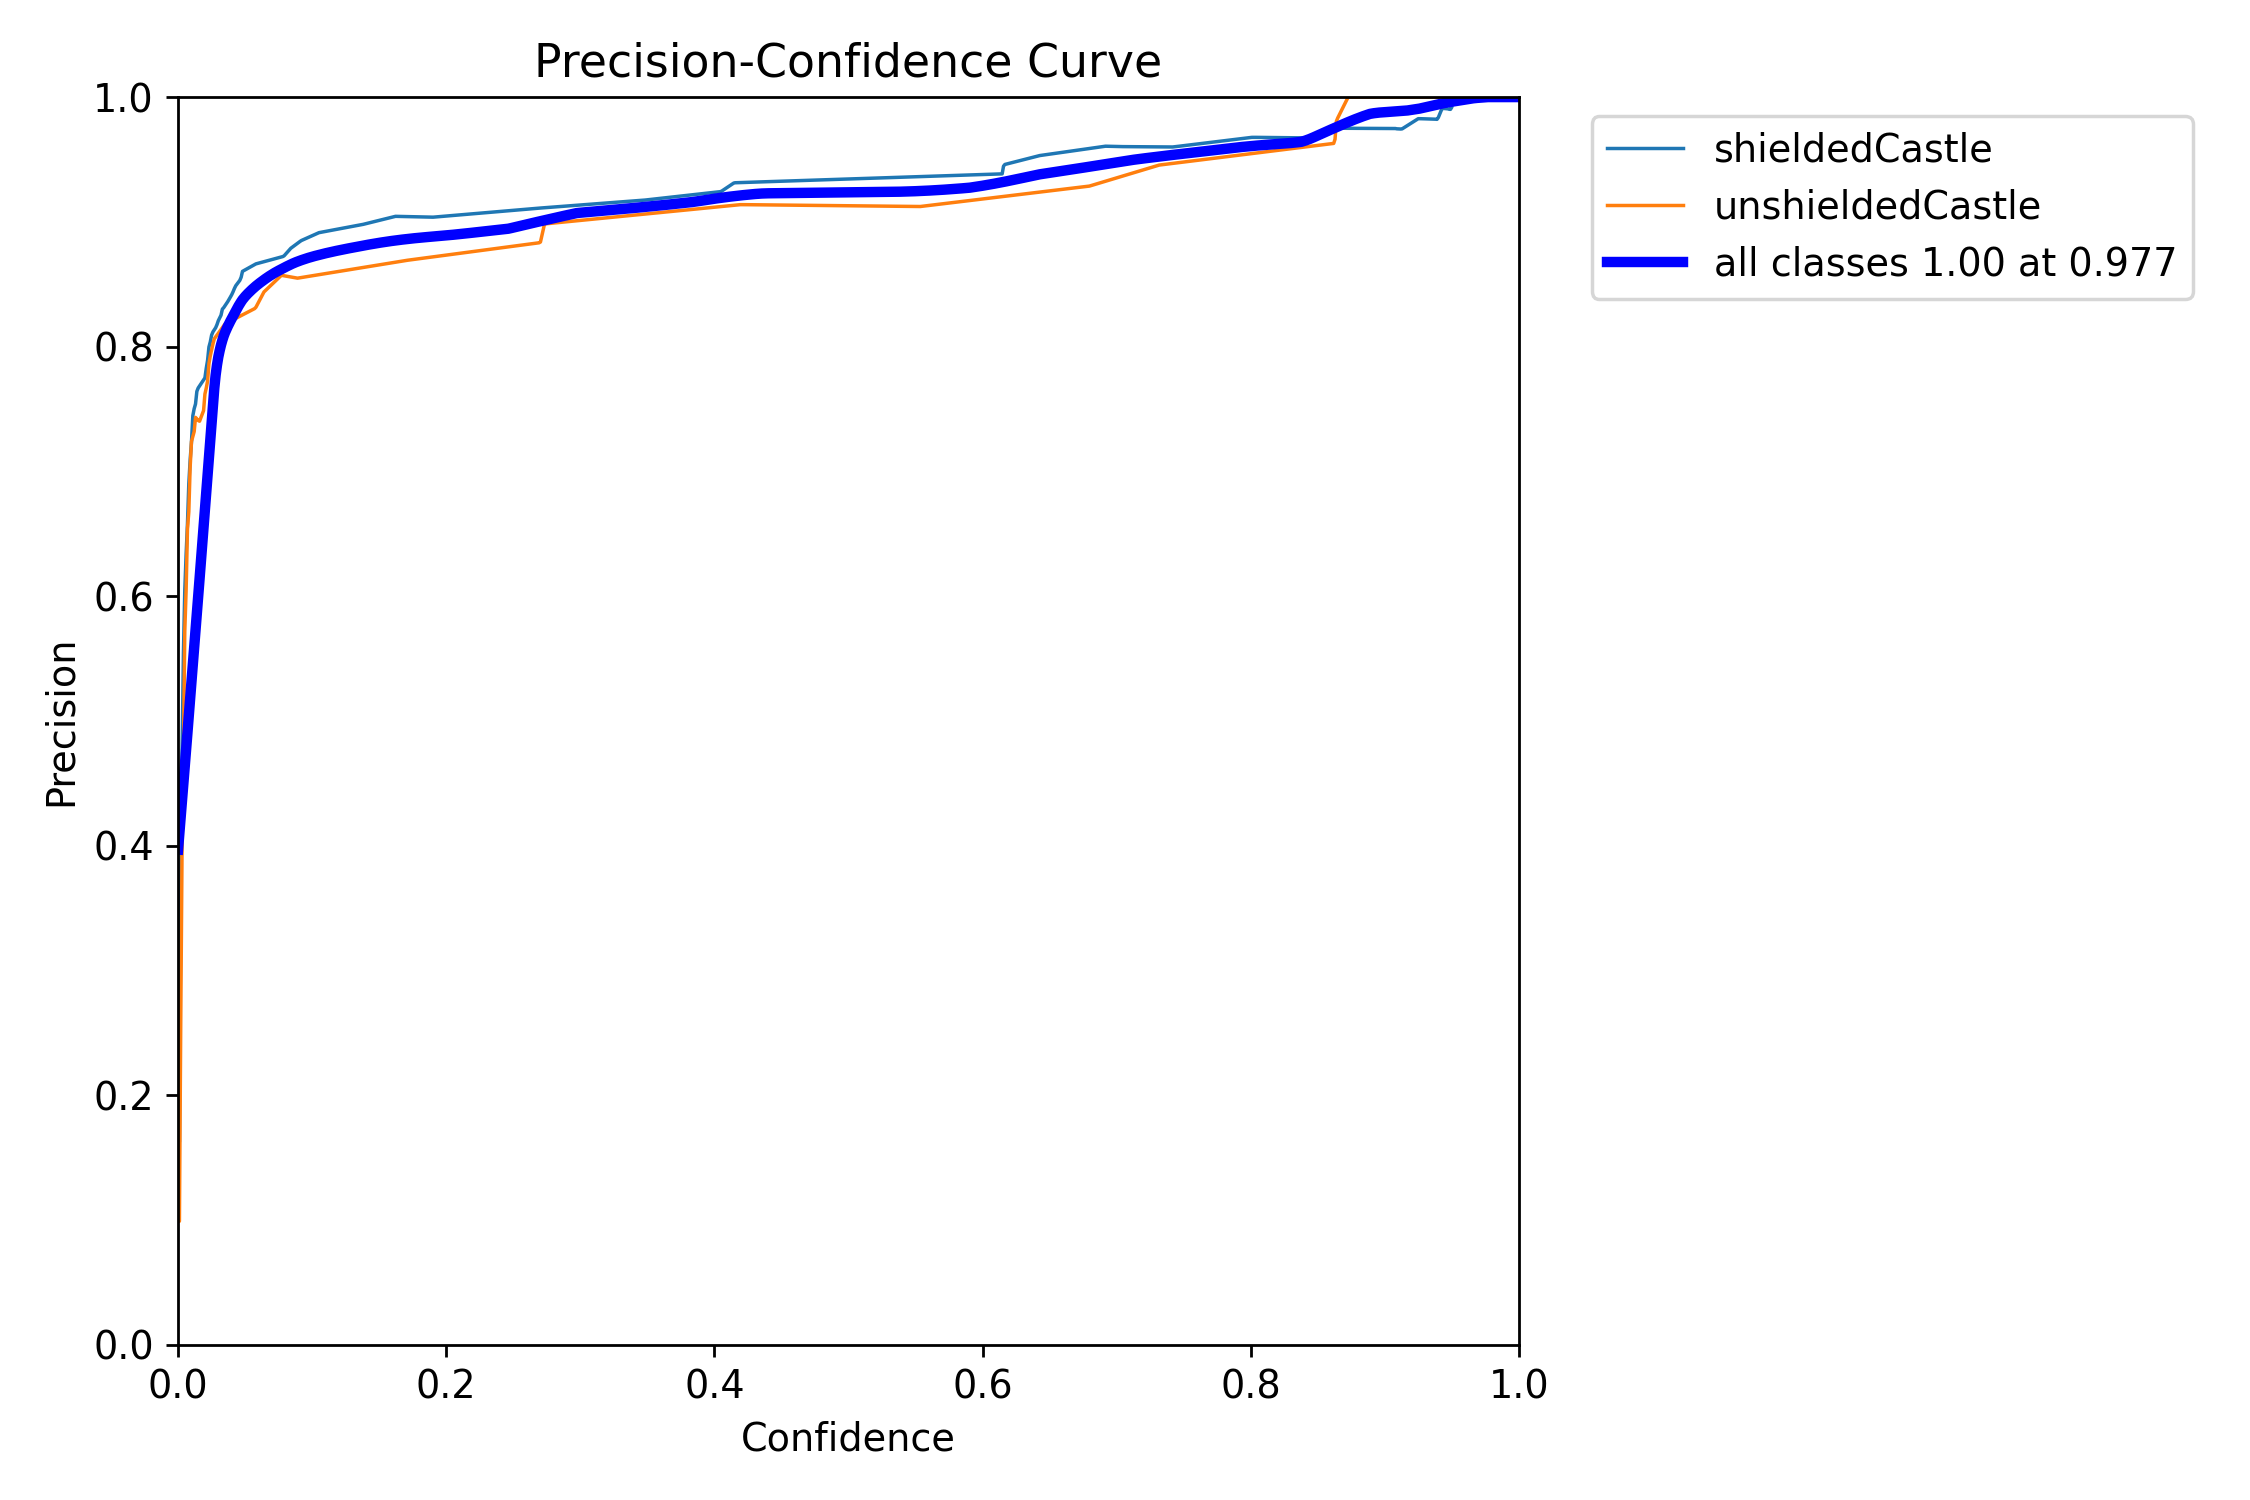 Precision-Confidence Curve
1.0
0.8
0.6
0.4
0.2
0.0
Precision
0.0 0.2 0.4 0.6 0.8 1.0
Confidence
shieldedCastle
unshieldedCastle
all classes 1.00 at 0.977